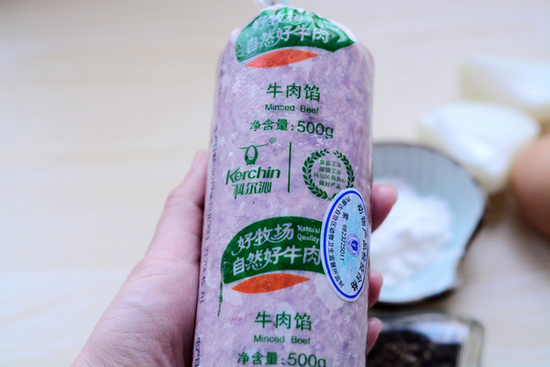 好牧场
自然好牛肉
牛肉馅
Minced Beef
净含量:500g
Kerchin
科尔沁
好牧场
Natural
Quality
自然好牛肉
牛肉馅
Minced Beef
净含量:500g